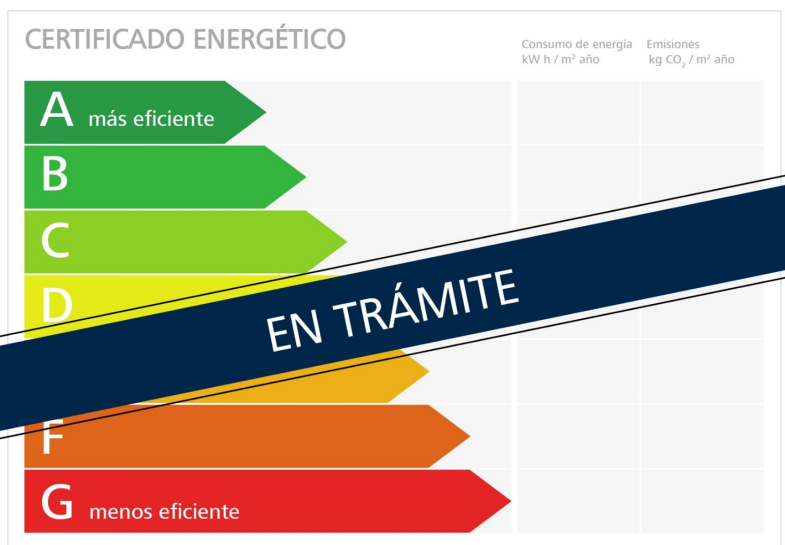 CERTIFICADO ENERGÉTICO
Consumo de energía
kW h / m² año
Emisiones
kg CO₂ / m² año
A más eficiente
B
C
D
EN TRÁMITE
F
G menos eficiente